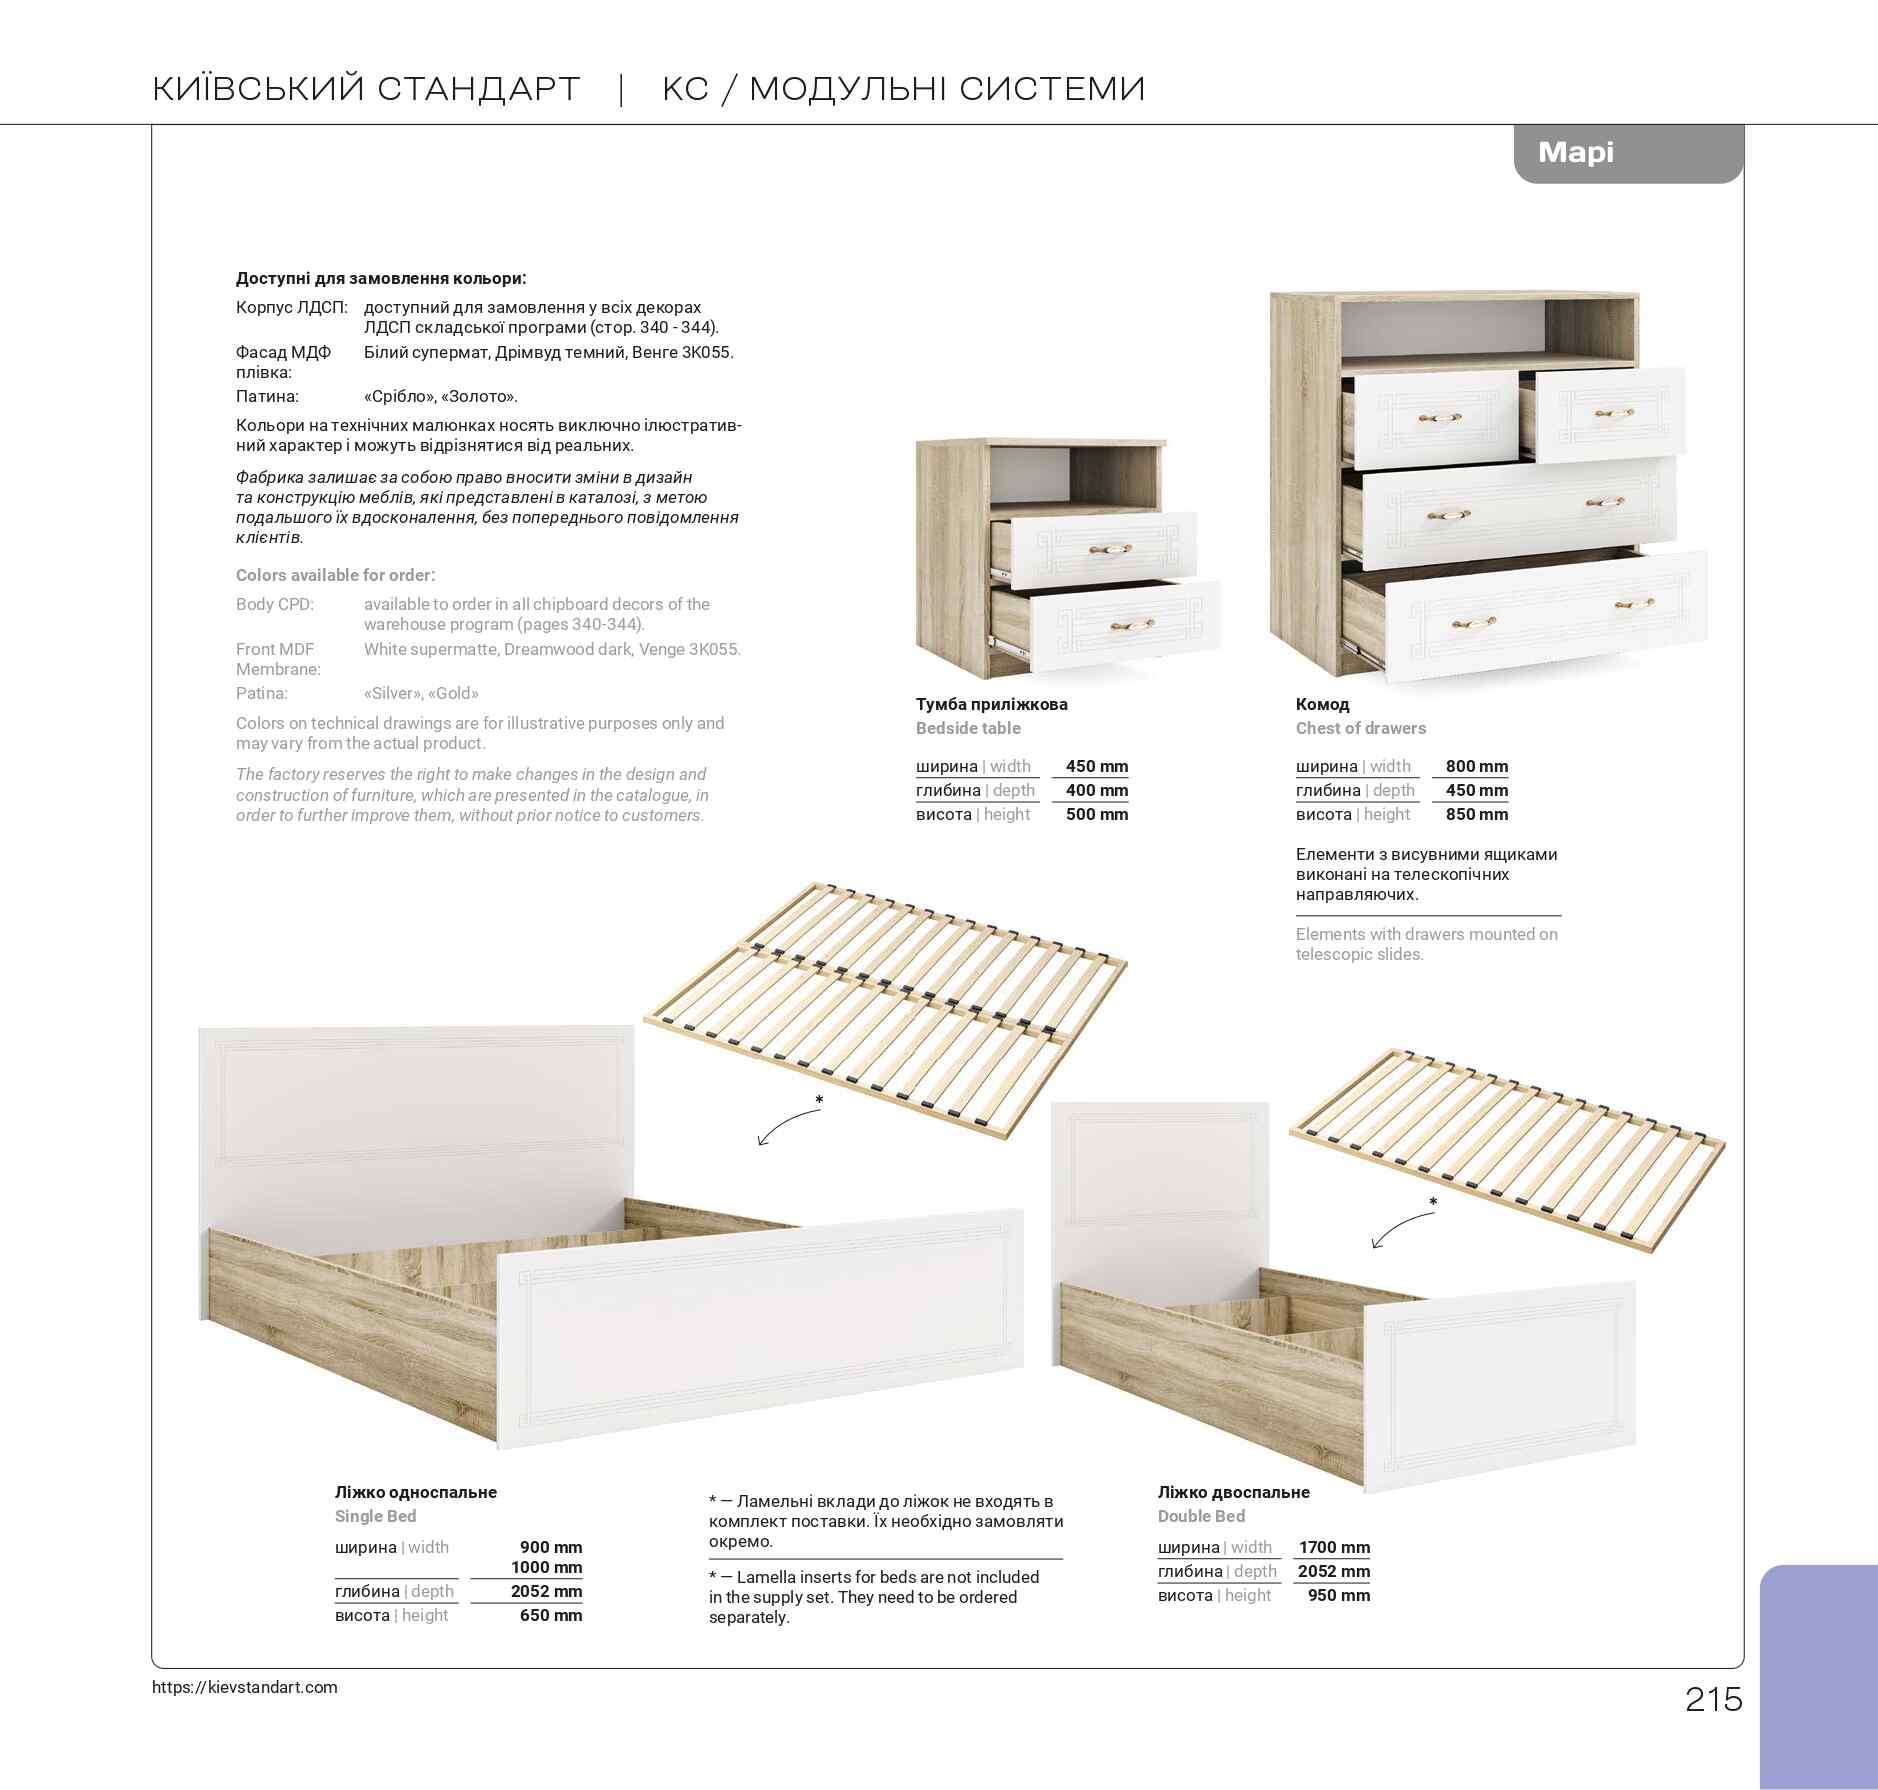 КИЇВСЬКИЙ СТАНДАРТ | КС / МОДУЛЬНІ СИСТЕМИ
Марі
Доступні для замовлення кольори:
Корпус ЛДСП: доступний для замовлення у всіх декорах
ЛДСП складської програми (стор. 340 - 344).
Фасад МДФ Білий супермат, Дрімвуд темний, Венге 3К055.
плівка:
Патина: «Срібло», «Золото».
Кольори на технічних малюнках носять виключно ілюстратив-
ний характер і можуть відрізнятися від реальних.
Фабрика залишає за собою право вносити зміни в дизайн
та конструкцію меблів, які представлені в каталозі, з метою
подальшого їх вдосконалення, без попереднього повідомлення
клієнтів.
Colors available for order:
Body CPD: available to order in all chipboard decors of the
warehouse program (pages 340-344).
Front MDF White supermatte, Dreamwood dark, Venge 3K055.
Membrane:
Patina: «Silver», «Gold»
Colors on technical drawings are for illustrative purposes only and
may vary from the actual product.
The factory reserves the right to make changes in the design and
construction of furniture, which are presented in the catalogue, in
order to further improve them, without prior notice to customers.
Тумба приліжкова
Bedside table
ширина | width 450 mm
глибина | depth 400 mm
висота | height 500 mm
Комод
Chest of drawers
ширина | width 800 mm
глибина | depth 450 mm
висота | height 850 mm
Елементи з висувними ящиками
виконані на телескопічних
направляючих.
Elements with drawers mounted on
telescopic slides.
*
*
Ліжко односпальне
Single Bed
ширина | width 900 mm
1000 mm
глибина | depth 2052 mm
висота | height 650 mm
* — Ламельні вклади до ліжок не входять в
комплект поставки. Їх необхідно замовляти
окремо.
* — Lamella inserts for beds are not included
in the supply set. They need to be ordered
separately.
Ліжко двоспальне
Double Bed
ширина | width 1700 mm
глибина | depth 2052 mm
висота | height 950 mm
https://kievstandart.com
215